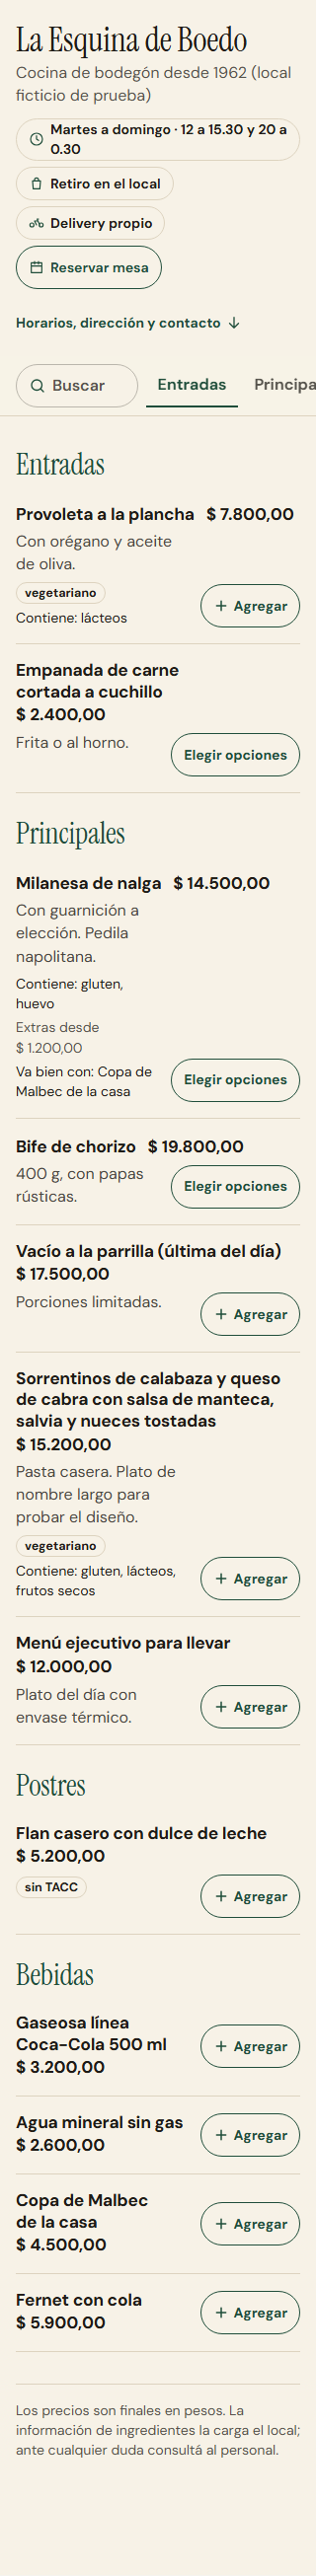 La Esquina de Boedo
Cocina de bodegón desde 1962 (local
ficticio de prueba)
Martes a domingo · 12 a 15.30 y 20 a
0.30
Retiro en el local
Delivery propio
Reservar mesa
Horarios, dirección y contacto ↓
Buscar
Entradas
Principa
Entradas
Provoleta a la plancha $ 7.800,00
Con orégano y aceite
de oliva.
vegetariano
Contiene: lácteos
+ Agregar
Empanada de carne
cortada a cuchillo
$ 2.400,00
Frita o al horno.
Elegir opciones
Principales
Milanesa de nalga $ 14.500,00
Con guarnición a
elección. Pedila
napolitana.
Contiene: gluten,
huevo
Extras desde
$ 1.200,00
Va bien con: Copa de
Malbec de la casa
Elegir opciones
Bife de chorizo $ 19.800,00
400 g, con papas
rústicas.
Elegir opciones
Vacío a la parrilla (última del día)
$ 17.500,00
Porciones limitadas.
+ Agregar
Sorrentinos de calabaza y queso
de cabra con salsa de manteca,
salvia y nueces tostadas
$ 15.200,00
Pasta casera. Plato de
nombre largo para
probar el diseño.
vegetariano
Contiene: gluten, lácteos,
frutos secos
+ Agregar
Menú ejecutivo para llevar
$ 12.000,00
Plato del día con
envase térmico.
+ Agregar
Postres
Flan casero con dulce de leche
$ 5.200,00
sin TACC
+ Agregar
Bebidas
Gaseosa línea
Coca-Cola 500 ml
$ 3.200,00
+ Agregar
Agua mineral sin gas
$ 2.600,00
+ Agregar
Copa de Malbec
de la casa
$ 4.500,00
+ Agregar
Fernet con cola
$ 5.900,00
+ Agregar
Los precios son finales en pesos. La
información de ingredientes la carga el local;
ante cualquier duda consultá al personal.